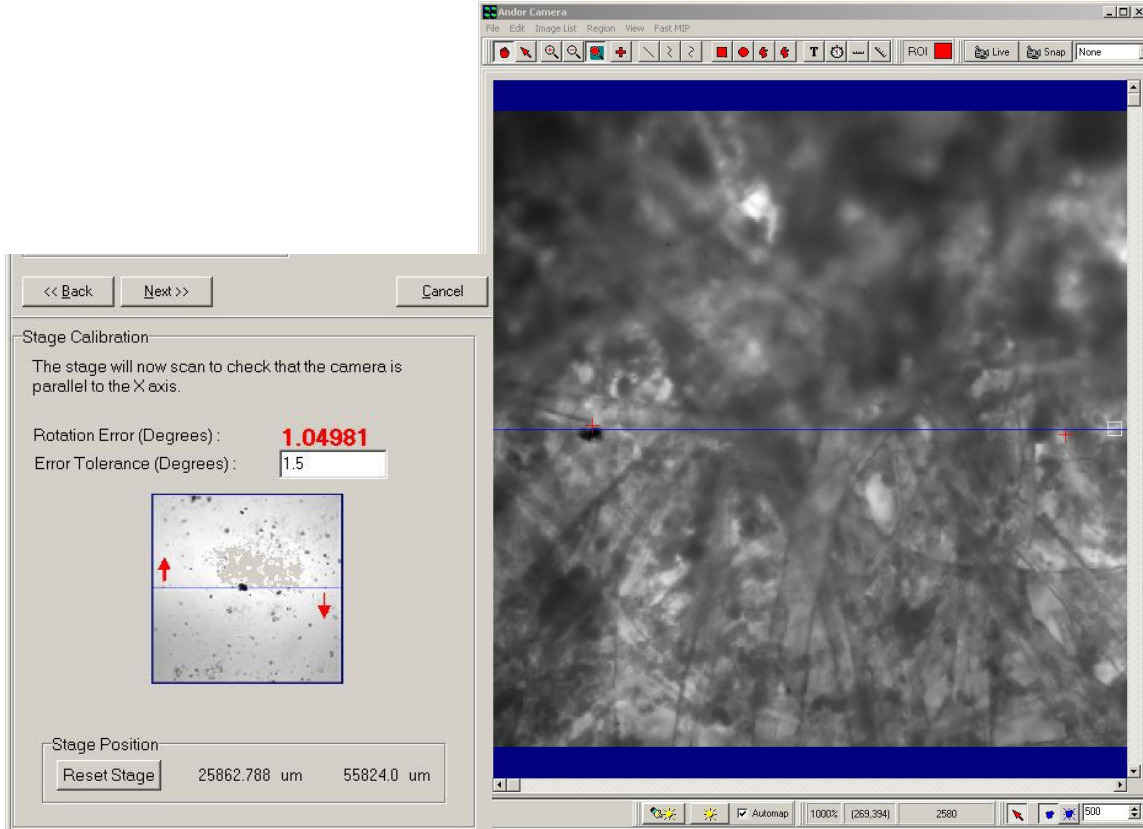 Andor Camera
File Edit Image List Region View Fast MIP
T ROI Live Snap None
<< Back Next >> Cancel
Stage Calibration
The stage will now scan to check that the camera is
parallel to the X axis.
Rotation Error (Degrees) : 1.04981
Error Tolerance (Degrees) : 1.5
Stage Position
Reset Stage 25862.788 um 55824.0 um
Automap 1000% (269,394) 2580 500